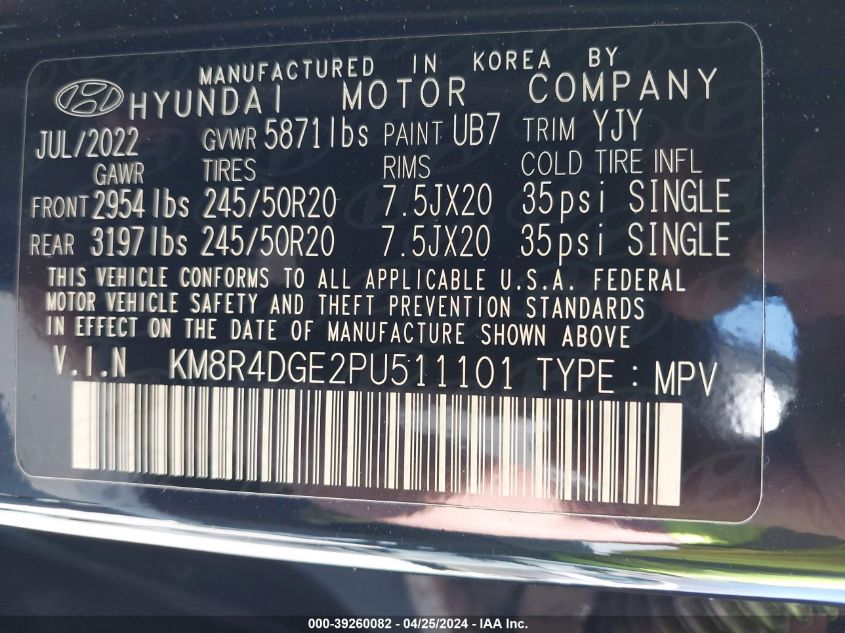 MANUFACTURED IN KOREA BY
HYUNDAI MOTOR COMPANY
JUL/2022 GVWR 5871lbs PAINT UB7 TRIM YJY
GAWR TIRES RIMS COLD TIRE INFL
FRONT 2954lbs 245/50R20 7.5JX20 35psi SINGLE
REAR 3197lbs 245/50R20 7.5JX20 35psi SINGLE
THIS VEHICLE CONFORMS TO ALL APPLICABLE U.S.A. FEDERAL
MOTOR VEHICLE SAFETY AND THEFT PREVENTION STANDARDS
IN EFFECT ON THE DATE OF MANUFACTURE SHOWN ABOVE
V.I.N KM8R4DGE2PU511101 TYPE : MPV
000-39260082 - 04/25/2024 - IAA Inc.